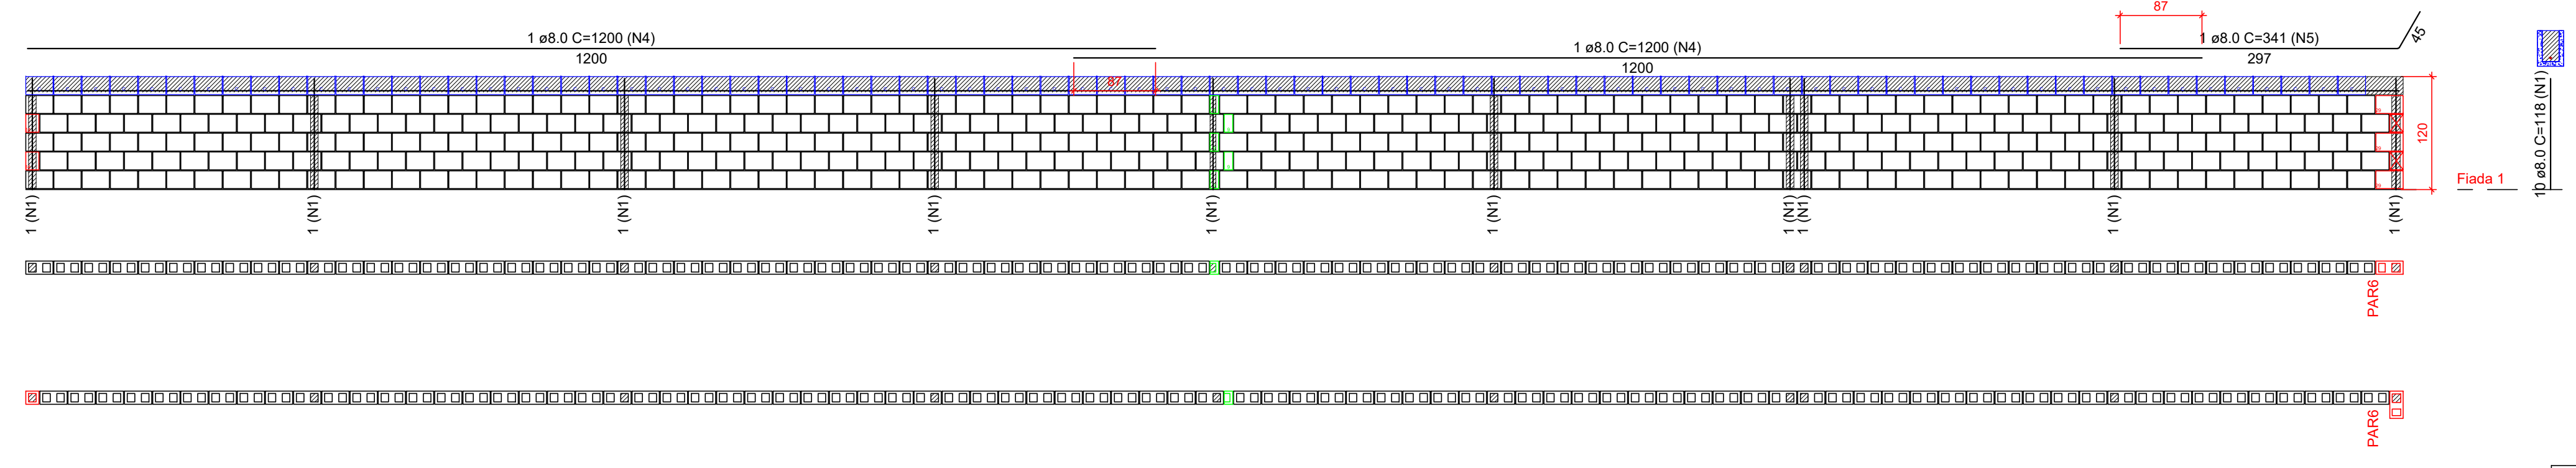 87
1 ø8.0 C=1200 (N4)
1200
1 ø8.0 C=1200 (N4)
1200
1 ø8.0 C=341 (N5)
297
45
87
120
Fiada 1
10 ø8.0 C=118 (N1)
1 (N1)
1 (N1)
1 (N1)
1 (N1)
1 (N1)
1 (N1)
1 (N1)
1 (N1)
1 (N1)
1 (N1)
PAR6
PAR6